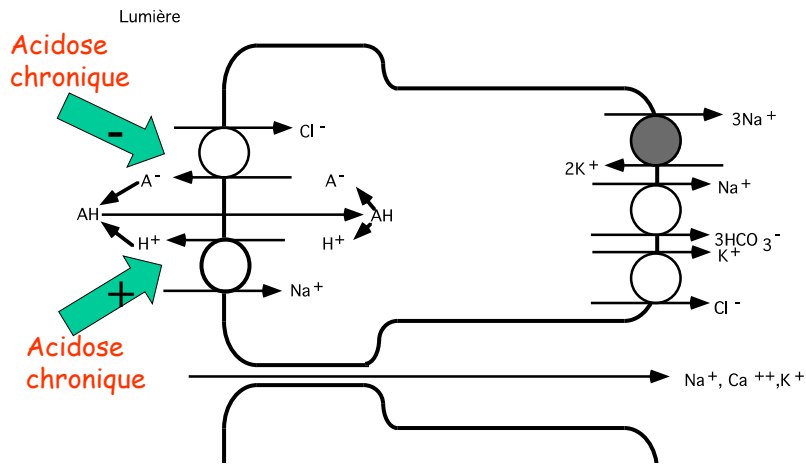 Lumière
Acidose
chronique
-
Cl -
3Na +
2K +
A -
A -
Na +
AH
AH
H +
H +
3HCO 3 -
K +
+
Na +
Cl -
Acidose
chronique
Na +, Ca ++ ,K +